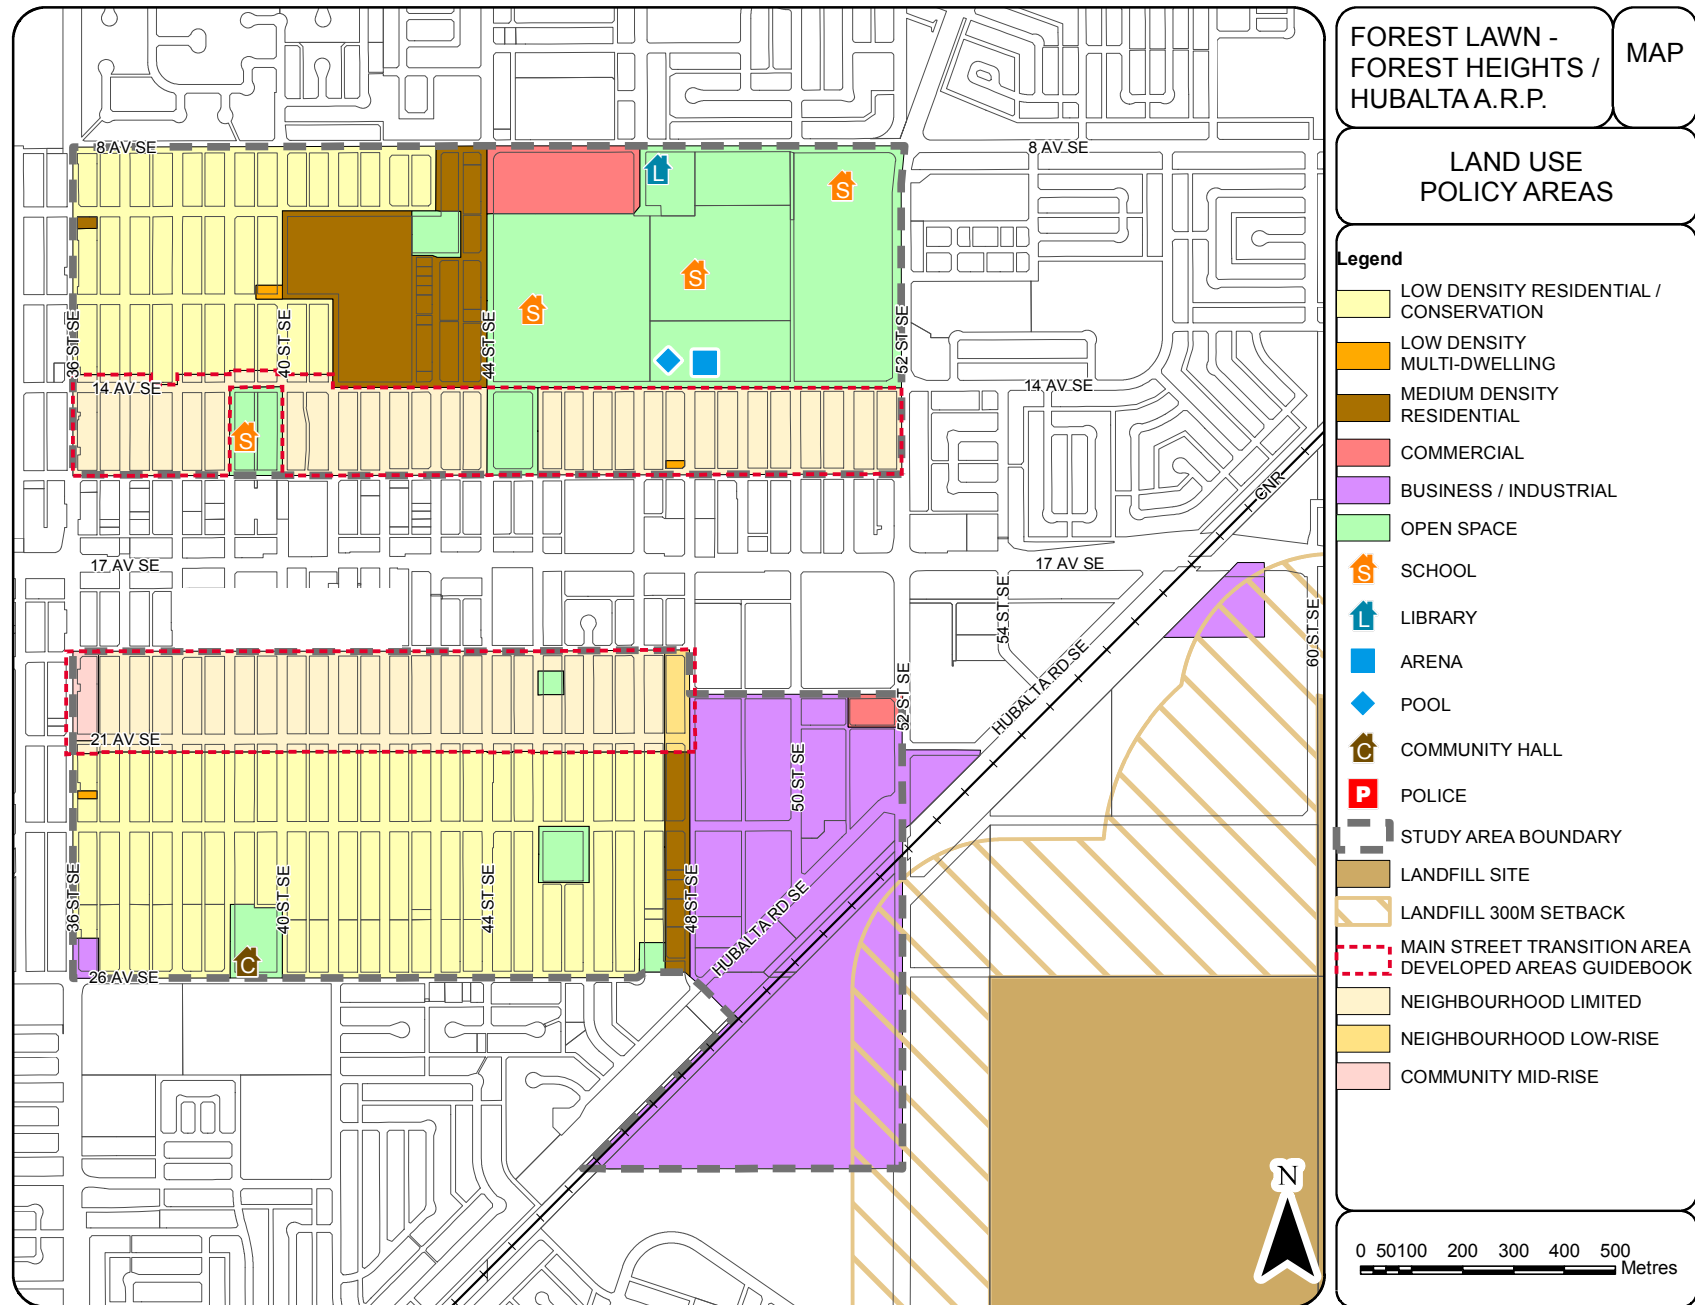 FOREST LAWN -
FOREST HEIGHTS /
HUBALTA A.R.P.
MAP
LAND USE
POLICY AREAS
Legend
LOW DENSITY RESIDENTIAL /
CONSERVATION
LOW DENSITY
MULTI-DWELLING
MEDIUM DENSITY
RESIDENTIAL
COMMERCIAL
BUSINESS / INDUSTRIAL
OPEN SPACE
S
SCHOOL
L
LIBRARY
ARENA
POOL
C
COMMUNITY HALL
P
POLICE
STUDY AREA BOUNDARY
LANDFILL SITE
LANDFILL 300M SETBACK
MAIN STREET TRANSITION AREA
DEVELOPED AREAS GUIDEBOOK
NEIGHBOURHOOD LIMITED
NEIGHBOURHOOD LOW-RISE
COMMUNITY MID-RISE
0 50 100 200 300 400 500
Metres
N
8 AV SE
8 AV SE
L
S
S
S
36 ST SE
40 ST SE
44 ST SE
52 ST SE
14 AV SE
14 AV SE
S
CNR
17 AV SE
17 AV SE
54 ST SE
60 ST SE
HUBALTA RD SE
52 ST SE
21 AV SE
50 ST SE
36 ST SE
40 ST SE
44 ST SE
48 ST SE
HUBALTA RD SE
C
26 AV SE